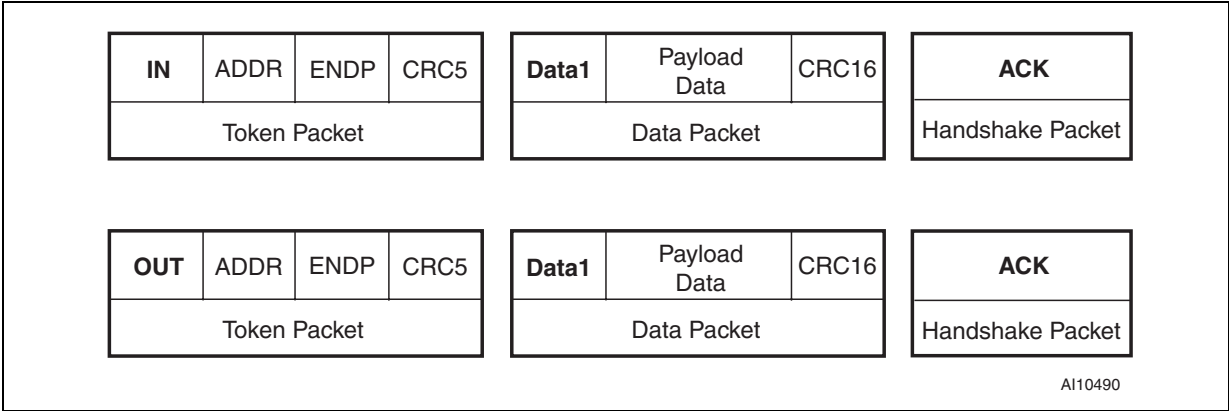 IN ADDR ENDP CRC5 Data1 Payload Data CRC16 ACK
Token Packet Data Packet Handshake Packet
OUT ADDR ENDP CRC5 Data1 Payload Data CRC16 ACK
Token Packet Data Packet Handshake Packet
AI10490